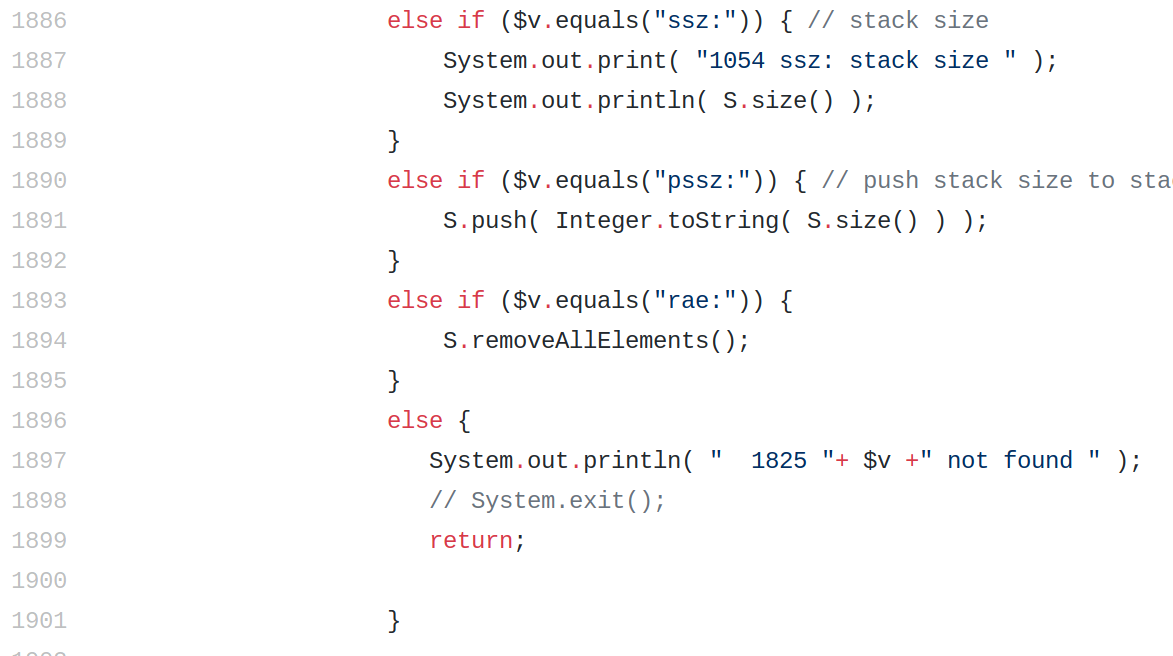 1886 else if ($v.equals("ssz:")) { // stack size
1887 System.out.print( "1054 ssz: stack size " );
1888 System.out.println( S.size() );
1889 }
1890 else if ($v.equals("pssz:")) { // push stack size to
1891 S.push( Integer.toString( S.size() ) );
1892 }
1893 else if ($v.equals("rae:")) {
1894 S.removeAllElements();
1895 }
1896 else {
1897 System.out.println( "  1825 "+ $v +" not found " );
1898 // System.exit();
1899 return;
1900
1901 }